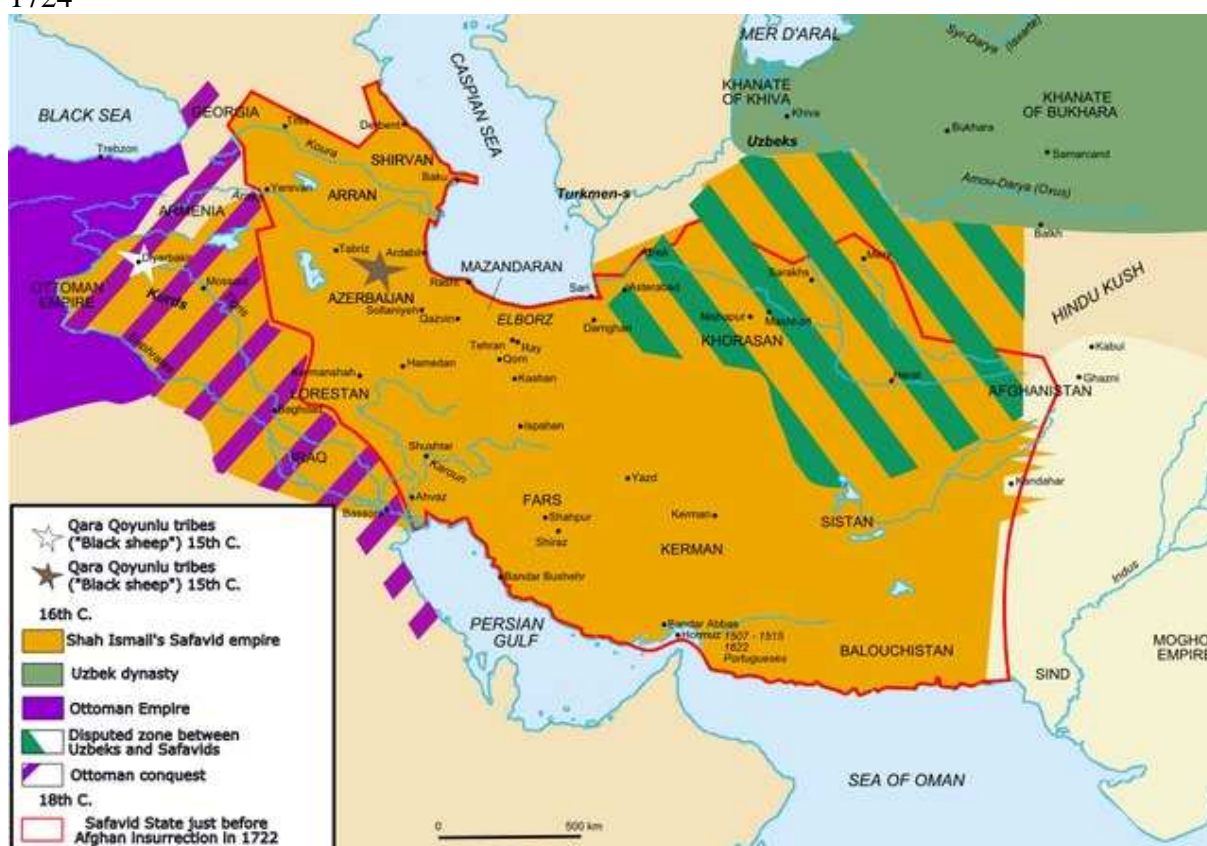 1724
MER D'ARAL
Syr-Darya (Iaxarte)
BLACK SEA
GEORGIA
CASPIAN SEA
KHANATE
OF KHIVA
KHANATE
OF BUKHARA
Tiflis
Derbent
Khiva
Bukhara
Trebzon
Koura
SHIRVAN
Uzbeks
Samarcand
Baku
Yerevan
ARRAN
Turkmen-s
Amou-Darya (Oxus)
ARMENIA
Balkh
Diyarbakir
Tabriz
Ardabil
MAZANDARAN
Merv
OTTOMAN
EMPIRE
Kurds
Mossoul
AZERBAIJAN
Rasht
Sari
Asterabad
Sarakhs
HINDU KUSH
Soltaniyeh
Qazvin
ELBORZ
Damghan
Nishapur
Mashhad
Euphrates
Tehran
Ray
KHORASAN
Kabul
Kermanshah
Hamedan
Qom
Herat
Ghazni
LORESTAN
Kashan
AFGHANISTAN
Baghdad
Ispahan
IRAQ
Shushtar
Karoun
Yazd
Kandahar
Ahvaz
FARS
Bassora
Shahpur
Kerman
SISTAN
Shiraz
KERMAN
Indus
Bandar Bushehr
PERSIAN
GULF
Bandar Abbas
Hormuz
1507 - 1515
1622
Portugueses
BALOUCHISTAN
SIND
MOGHOL
EMPIRE
SEA OF OMAN
0
500 km
Qara Qoyunlu tribes
("Black sheep") 15th C.
Qara Qoyunlu tribes
("Black sheep") 15th C.
16th C.
Shah Ismail's Safavid empire
Uzbek dynasty
Ottoman Empire
Disputed zone between
Uzbeks and Safavids
Ottoman conquest
18th C.
Safavid State just before
Afghan insurrection in 1722